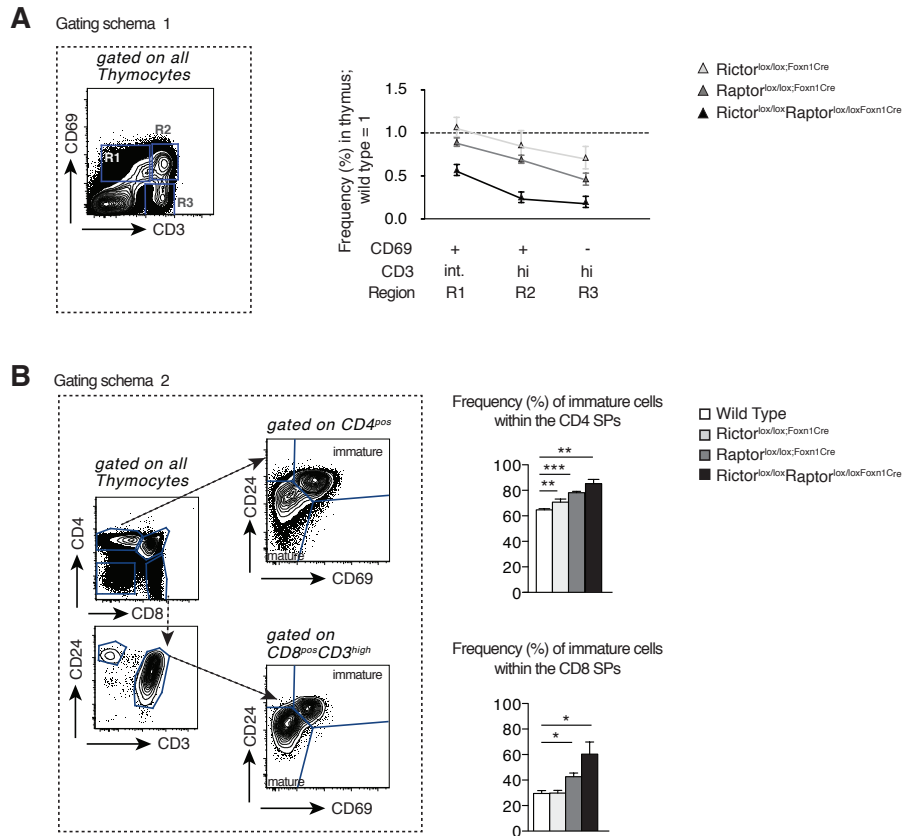 A
Gating schema 1
gated on all
Thymocytes
CD69
R1
R2
R3
CD3
Frequency (%) in thymus;
wild type = 1
1.5
1.0
0.5
0.0
CD69 + + -
CD3 int. hi hi
Region R1 R2 R3
Rictorlox/lox;Foxn1Cre
Raptorlox/lox;Foxn1Cre
Rictorlox/loxRaptorlox/loxFoxn1Cre
B
Gating schema 2
gated on all
Thymocytes
CD4
CD8
CD24
CD3
gated on CD4pos
immature
CD24
mature
CD69
gated on
CD8posCD3high
immature
CD24
mature
CD69
Frequency (%) of immature cells
within the CD4 SPs
**
***
**
100
80
60
40
20
0
Frequency (%) of immature cells
within the CD8 SPs
*
*
100
80
60
40
20
0
Wild Type
Rictorlox/lox;Foxn1Cre
Raptorlox/lox;Foxn1Cre
Rictorlox/loxRaptorlox/loxFoxn1Cre